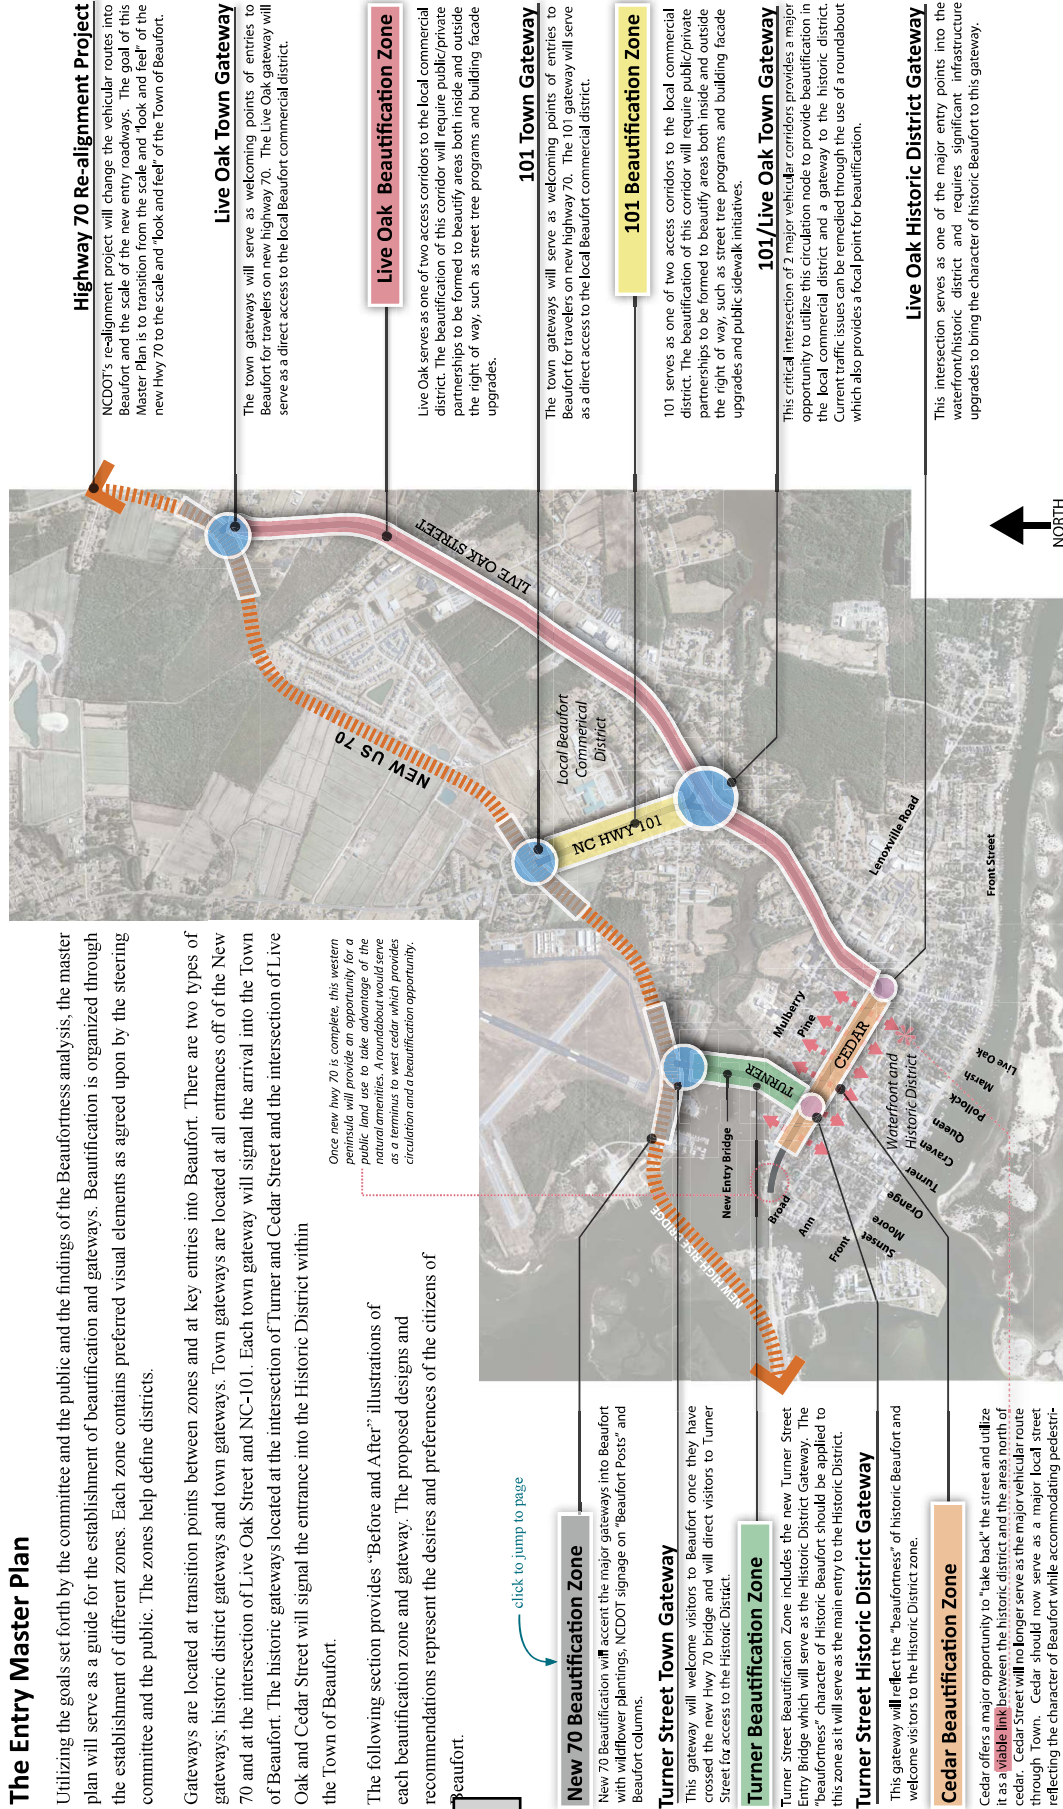 The Entry Master Plan
Utilizing the goals set forth by the committee and the public and the findings of the Beaufortness analysis, the master
plan will serve as a guide for the establishment of beautification and gateways. Beautification is organized through
the establishment of different zones. Each zone contains preferred visual elements as agreed upon by the steering
committee and the public. The zones help define districts.
Gateways are located at transition points between zones and at key entries into Beaufort. There are two types of
gateways; historic district gateways and town gateways. Town gateways are located at all entrances off of the New
70 and at the intersection of Live Oak Street and NC-101. Each town gateway will signal the arrival into the Town
of Beaufort. The historic gateways located at the intersection of Turner and Cedar Street and the intersection of Live
Oak and Cedar Street will signal the entrance into the Historic District within
the Town of Beaufort.
The following section provides "Before and After" illustrations of
each beautification zone and gateway. The proposed designs and
recommendations represent the desires and preferences of the citizens of
Beaufort.
click to jump to page
New 70 Beautification Zone
New 70 Beautification will accent the major gateways into Beaufort
with wildflower plantings, NCDOT signage on "Beaufort Posts" and
Beaufort columns.
Turner Street Town Gateway
This gateway will welcome visitors to Beaufort once they have
crossed the new Hwy 70 bridge and will direct visitors to Turner
Street for access to the Historic District.
Turner Beautification Zone
Turner Street Beautification Zone includes the new Turner Street
Entry Bridge which will serve as the Historic District Gateway. The
"beaufortness" character of Historic Beaufort should be applied to
this zone as it will serve as the main entry to the Historic District.
Turner Street Historic District Gateway
This gateway will reflect the "beaufortness" of historic Beaufort and
welcome visitors to the Historic District zone.
Cedar Beautification Zone
Cedar offers a major opportunity to "take back" the street and utilize
it as a viable link between the historic district and the areas north of
cedar. Cedar Street will no longer serve as the major vehicular route
through Town. Cedar should now serve as a major local street
reflecting the character of Beaufort while accommodating pedestri-
Once new hwy 70 is complete, this western
peninsula will provide an opportunity for a
public land use to take advantage of the
natural amenities. A roundabout would serve
as a terminus to west cedar which provides
circulation and a beautification opportunity.
NEW HIGH-RISE BRIDGE
New Entry Bridge
TURNER
CEDAR
Broad
Ann
Front
Sunset
Moore
Orange
Turner
Craven
Queen
Pollock
Marsh
Live Oak
Mulberry
Pine
Waterfront and
Historic District
Lenoxville Road
Front Street
NEW US 70
NC HWY 101
Local Beaufort
Commerical
District
LIVE OAK STREET
NORTH
Highway 70 Re-alignment Project
NCDOT's re-alignment project will change the vehicular routes into
Beaufort and the scale of the new entry roadways. The goal of this
Master Plan is to transition from the scale and "look and feel" of the
new Hwy 70 to the scale and "look and feel" of the Town of Beaufort.
Live Oak Town Gateway
The town gateways will serve as welcoming points of entries to
Beaufort for travelers on new highway 70. The Live Oak gateway will
serve as a direct access to the local Beaufort commercial district.
Live Oak Beautification Zone
Live Oak serves as one of two access corridors to the local commercial
district. The beautification of this corridor will require public/private
partnerships to be formed to beautify areas both inside and outside
the right of way, such as street tree programs and building facade
upgrades.
101 Town Gateway
The town gateways will serve as welcoming points of entries to
Beaufort for travelers on new highway 70. The 101 gateway will serve
as a direct access to the local Beaufort commercial district.
101 Beautification Zone
101 serves as one of two access corridors to the local commercial
district. The beautification of this corridor will require public/private
partnerships to be formed to beautify areas both inside and outside
the right of way, such as street tree programs and building facade
upgrades and public sidewalk initiatives.
101/Live Oak Town Gateway
This critical intersection of 2 major vehicular corridors provides a major
opportunity to utilize this circulation node to provide beautification in
the local commercial district and a gateway to the historic district.
Current traffic issues can be remedied through the use of a roundabout
which also provides a focal point for beautification.
Live Oak Historic District Gateway
This intersection serves as one of the major entry points into the
waterfront/historic district and requires significant infrastructure
upgrades to bring the character of historic Beaufort to this gateway.